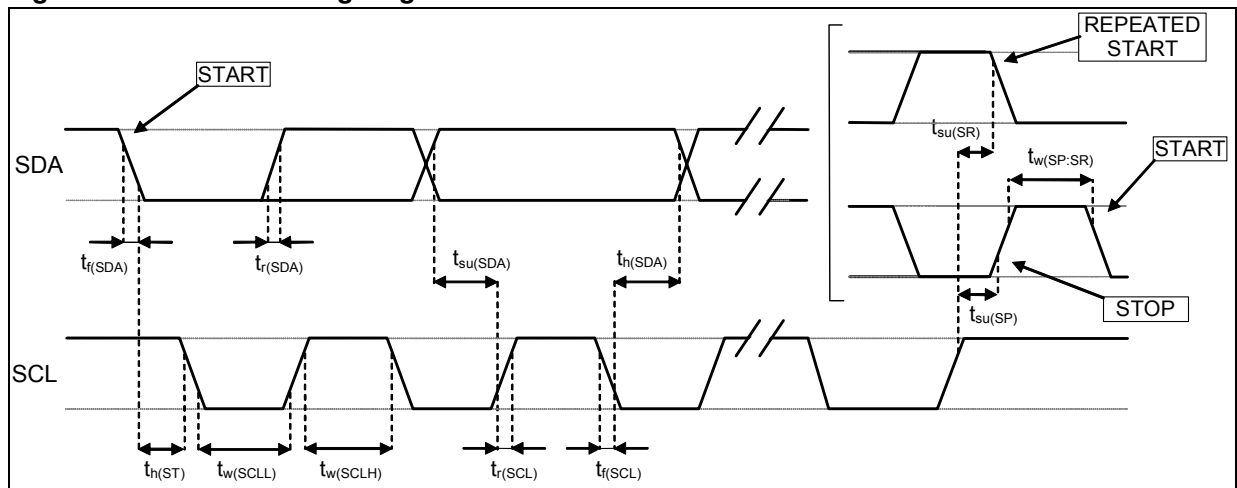 REPEATED
START
START
t_su(SR)
START
t_w(SP:SR)
SDA
t_f(SDA)
t_r(SDA)
t_su(SDA)
t_h(SDA)
t_su(SP)
STOP
SCL
t_h(ST)
t_w(SCLL)
t_w(SCLH)
t_r(SCL)
t_f(SCL)